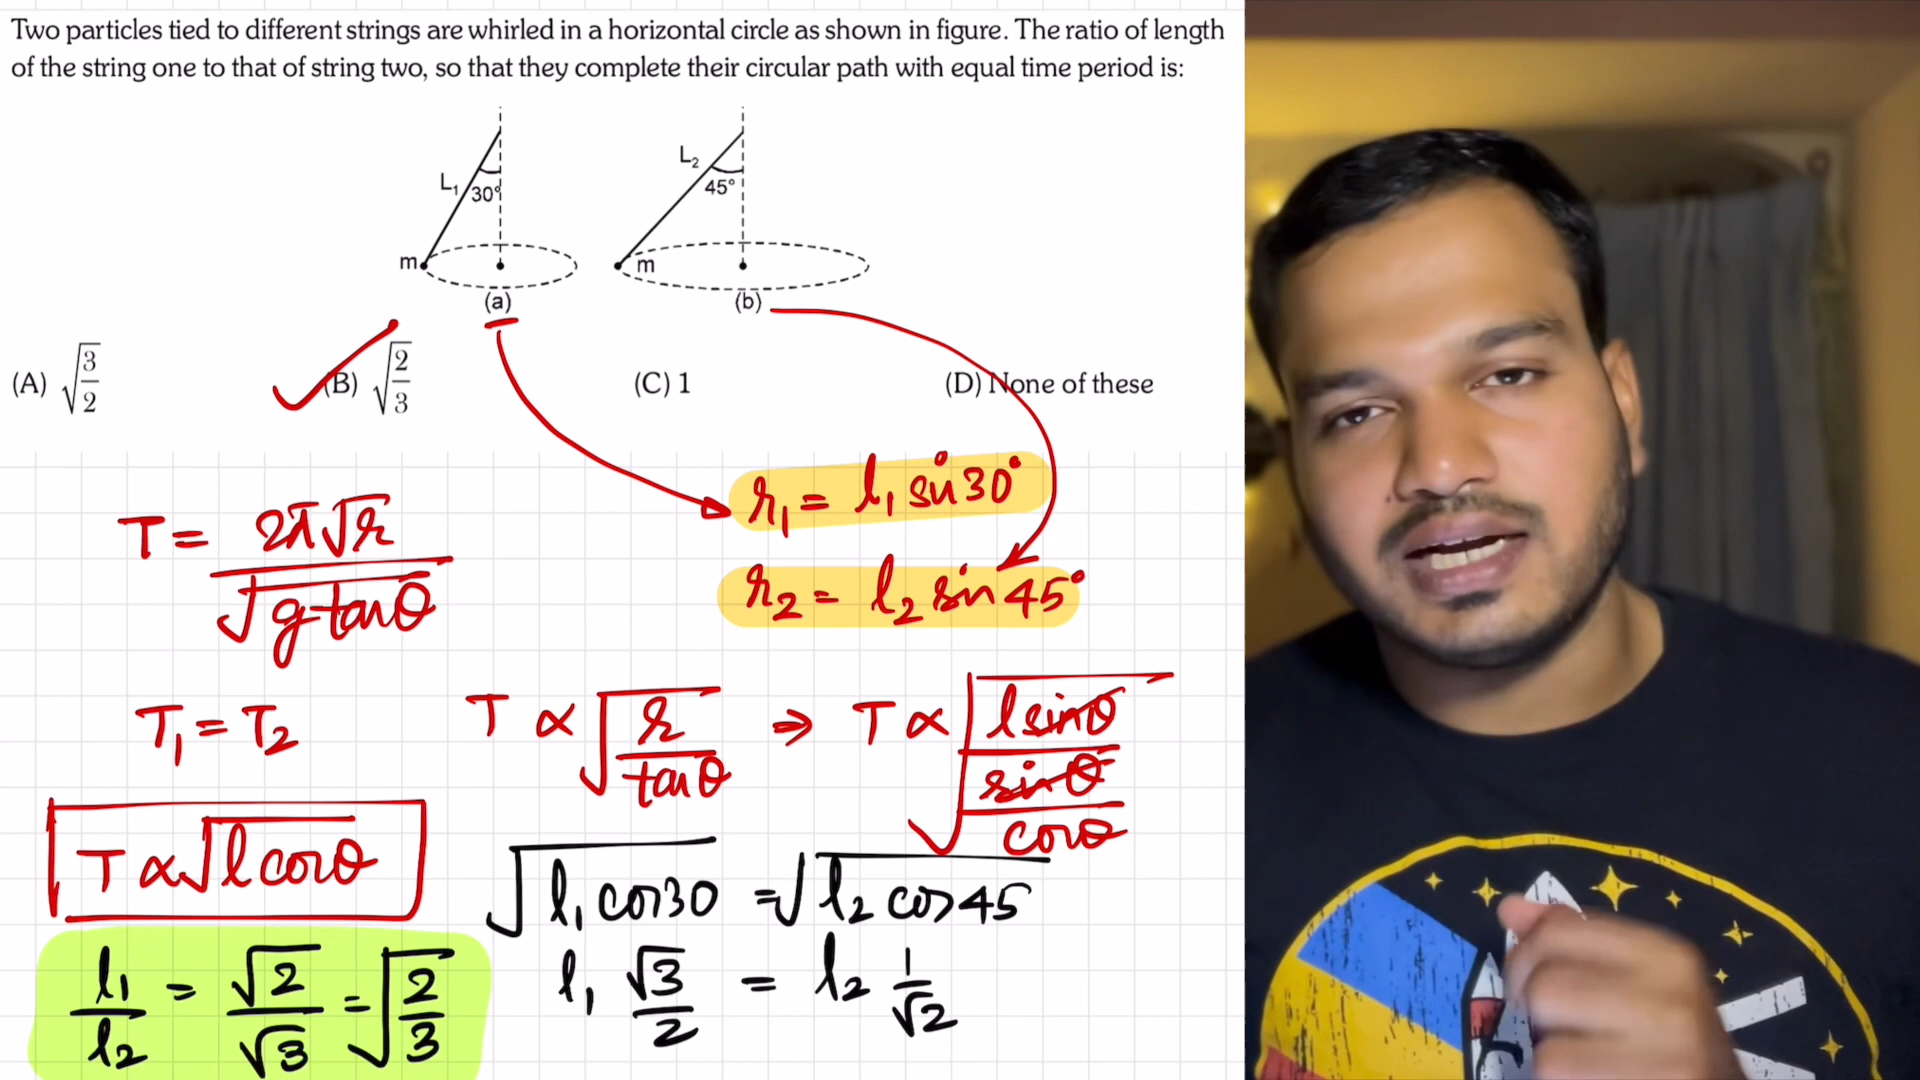 Two particles tied to different strings are whirled in a horizontal circle as shown in figure. The ratio of length
of the string one to that of string two, so that they complete their circular path with equal time period is:
L₁ 30°
m
(a)
L₂
45°
m
(b)
(A) √(3/2) (B) √(2/3) (C) 1 (D) None of these
r₁ = l₁ sin30°
r₂ = l₂ sin 45°
T = 2π√r / √(g tanθ)
T₁ = T₂
T ∝ √(r/tanθ) ⇒ T ∝ √(l sinθ / (sinθ/cosθ))
T ∝ √(l cosθ)
√(l₁ cos30) = √(l₂ cos45)
l₁ √3/2 = l₂ 1/√2
l₁/l₂ = √2/√3 = √(2/3)